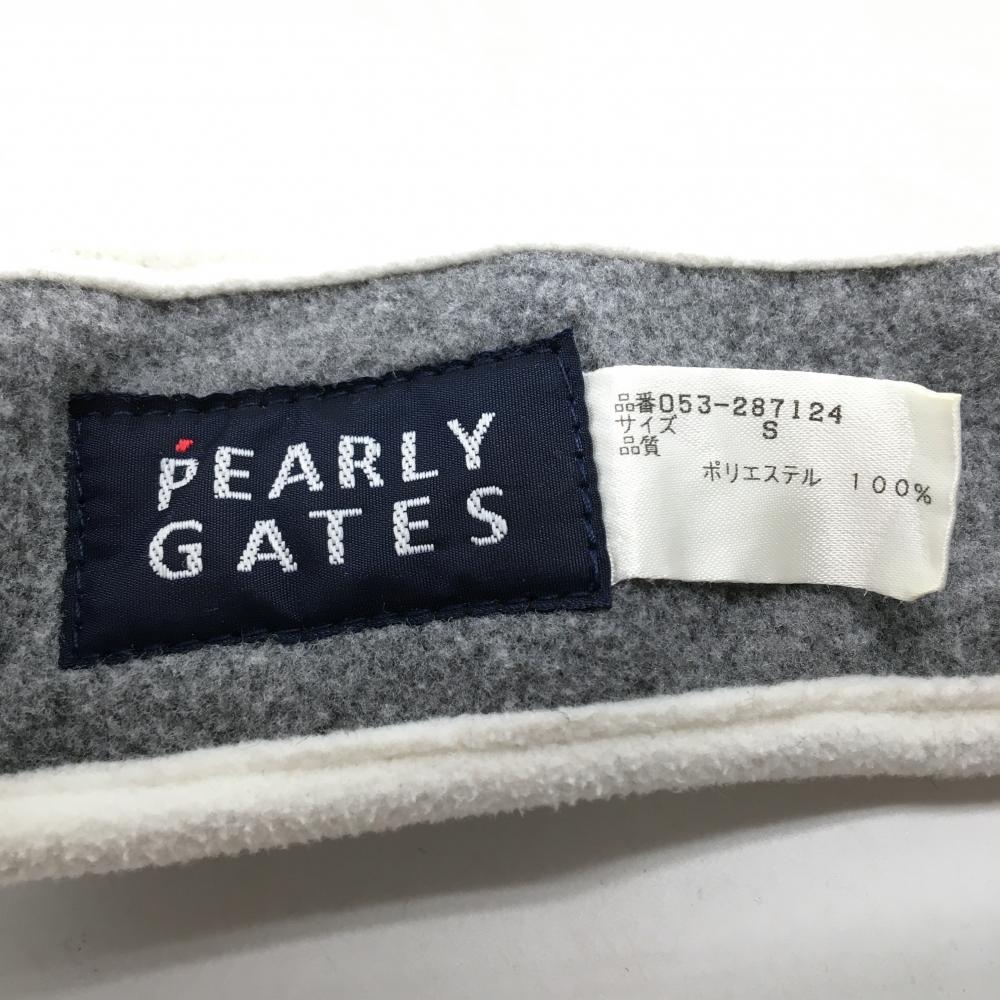 PEARLY
GATES
品番053-287124
サイズ S
品質
ポリエステル 100%